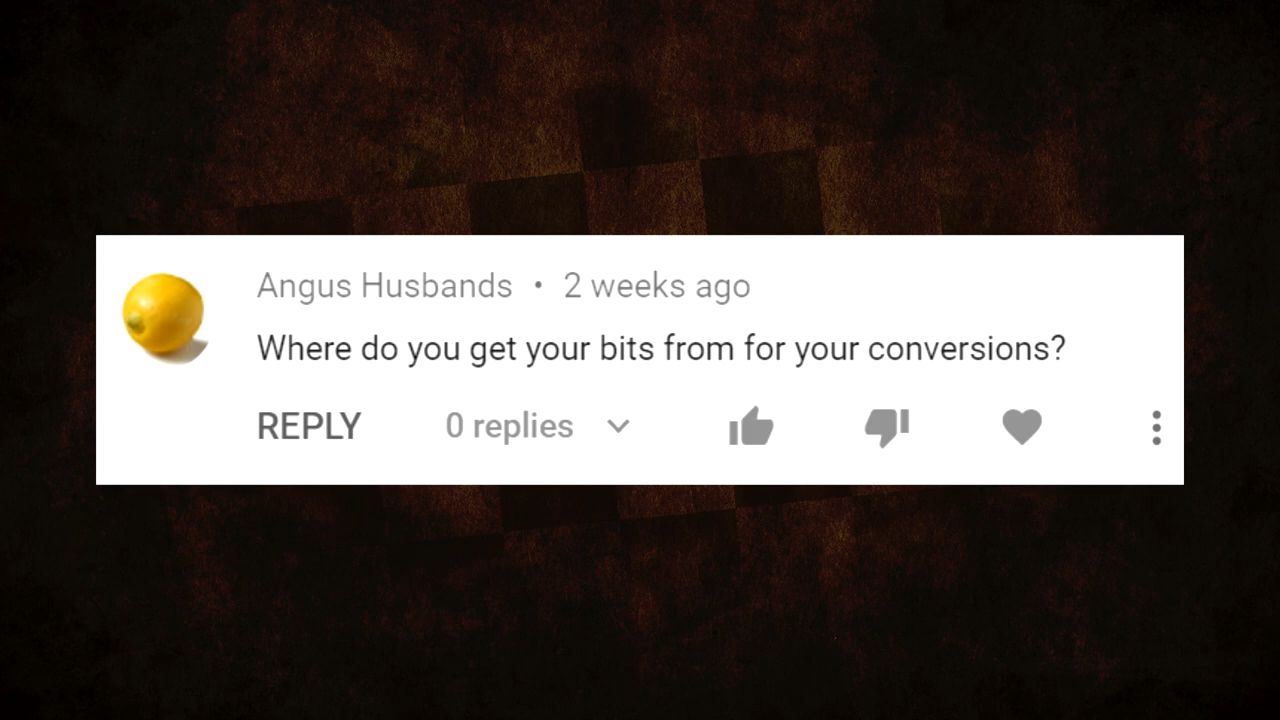 Angus Husbands • 2 weeks ago
Where do you get your bits from for your conversions?
REPLY 0 replies